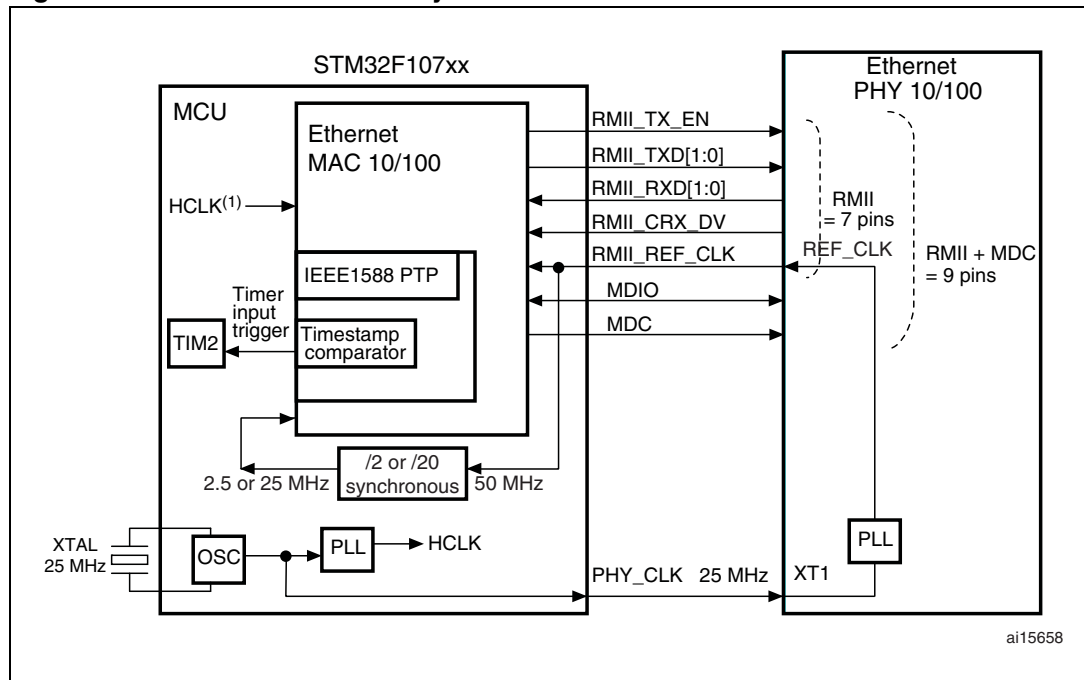 STM32F107xx
MCU
Ethernet
MAC 10/100
HCLK(1)
IEEE1588 PTP
Timer
input
trigger
Timestamp
comparator
TIM2
/2 or /20
synchronous
2.5 or 25 MHz
50 MHz
XTAL
25 MHz
OSC
PLL
HCLK
RMII_TX_EN
RMII_TXD[1:0]
RMII_RXD[1:0]
RMII_CRX_DV
RMII_REF_CLK
MDIO
MDC
PHY_CLK 25 MHz
Ethernet
PHY 10/100
RMII
= 7 pins
REF_CLK
RMII + MDC
= 9 pins
PLL
XT1
ai15658